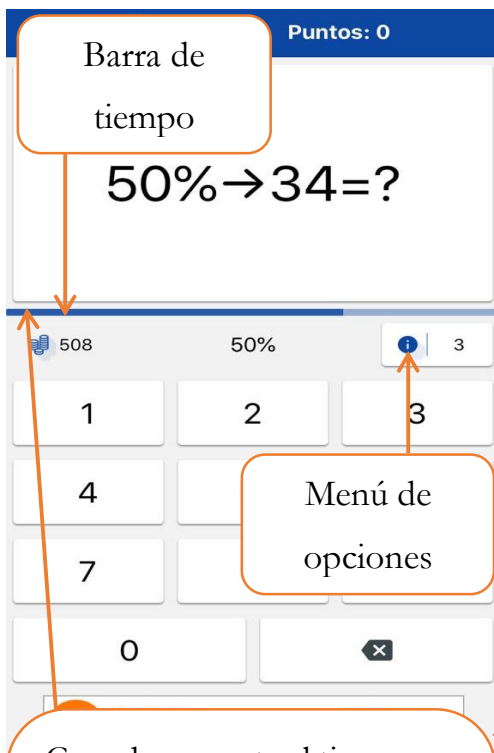 Puntos: 0
Barra de
tiempo
50%→34=?
508 50% 3
1 2 3
4
Menú de
opciones
7
0